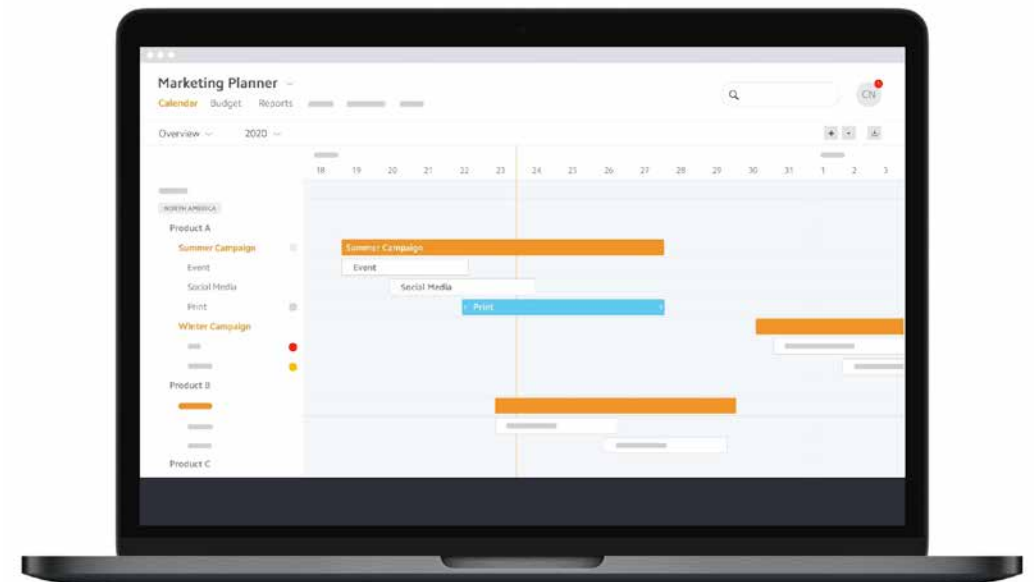 Marketing Planner
Calendar Budget Reports
CN
Overview 2020
18 19 20 21 22 23 24 25 26 27 28 29 30 31 1 2 3
NORTH AMERICA
Product A
Summer Campaign Summer Campaign
Event Event
Social Media Social Media
Print Print
Winter Campaign
Product B
Product C